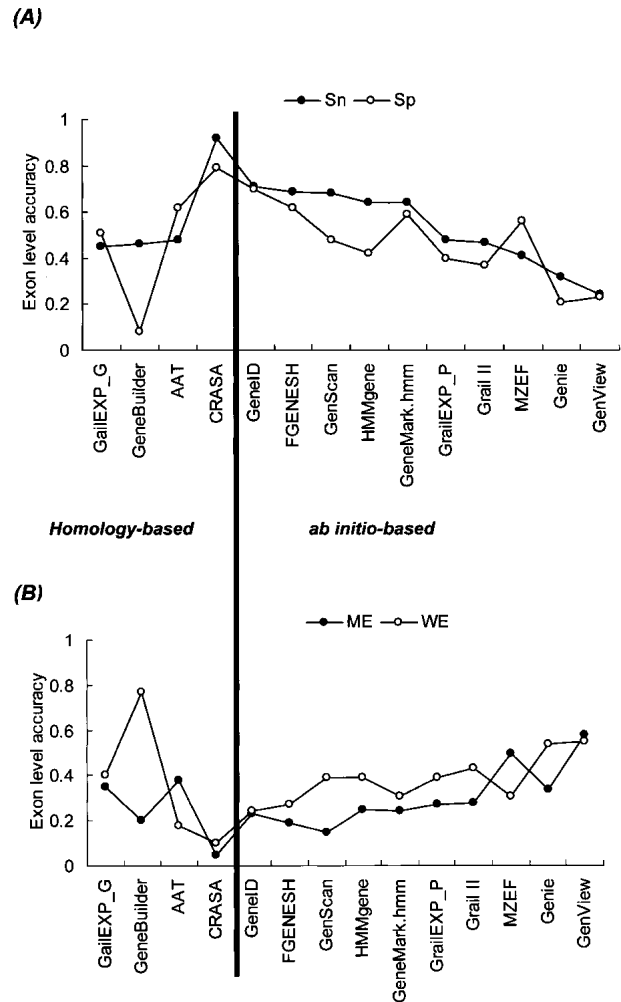 (A)
Sn Sp
Exon level accuracy
1
0.8
0.6
0.4
0.2
0
GailEXP_G
GeneBuilder
AAT
CRASA
GeneID
FGENESH
GenScan
HMMgene
GeneMark.hmm
GrailEXP_P
Grail II
MZEF
Genie
GenView
Homology-based
ab initio-based
(B)
ME WE
Exon level accuracy
1
0.8
0.6
0.4
0.2
0
GailEXP_G
GeneBuilder
AAT
CRASA
GeneID
FGENESH
GenScan
HMMgene
GeneMark.hmm
GrailEXP_P
Grail II
MZEF
Genie
GenView